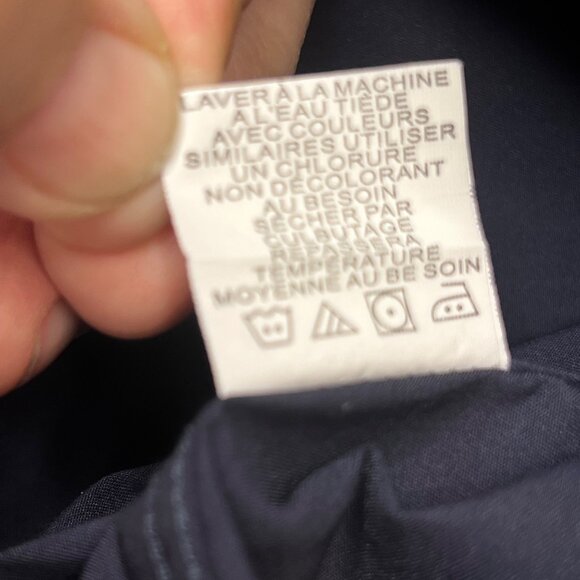 LAVER À LA MACHINE
A L'EAU TIÈDE
AVEC COULEURS
SIMILAIRES UTILISER
UN CHLORURE
NON DÉCOLORANT
AU BESOIN
SÉCHER PAR
CULBUTAGE
REPASSERA
TEMPÉRATURE
MOYENNE AU BESOIN